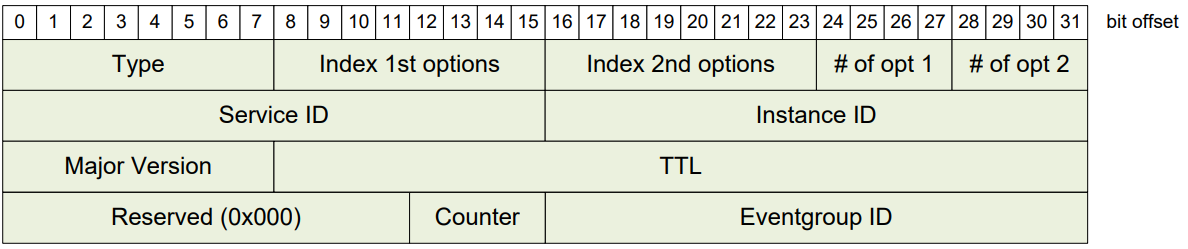 0 1 2 3 4 5 6 7 8 9 10 11 12 13 14 15 16 17 18 19 20 21 22 23 24 25 26 27 28 29 30 31 bit offset
Type Index 1st options Index 2nd options # of opt 1 # of opt 2
Service ID Instance ID
Major Version TTL
Reserved (0x000) Counter Eventgroup ID